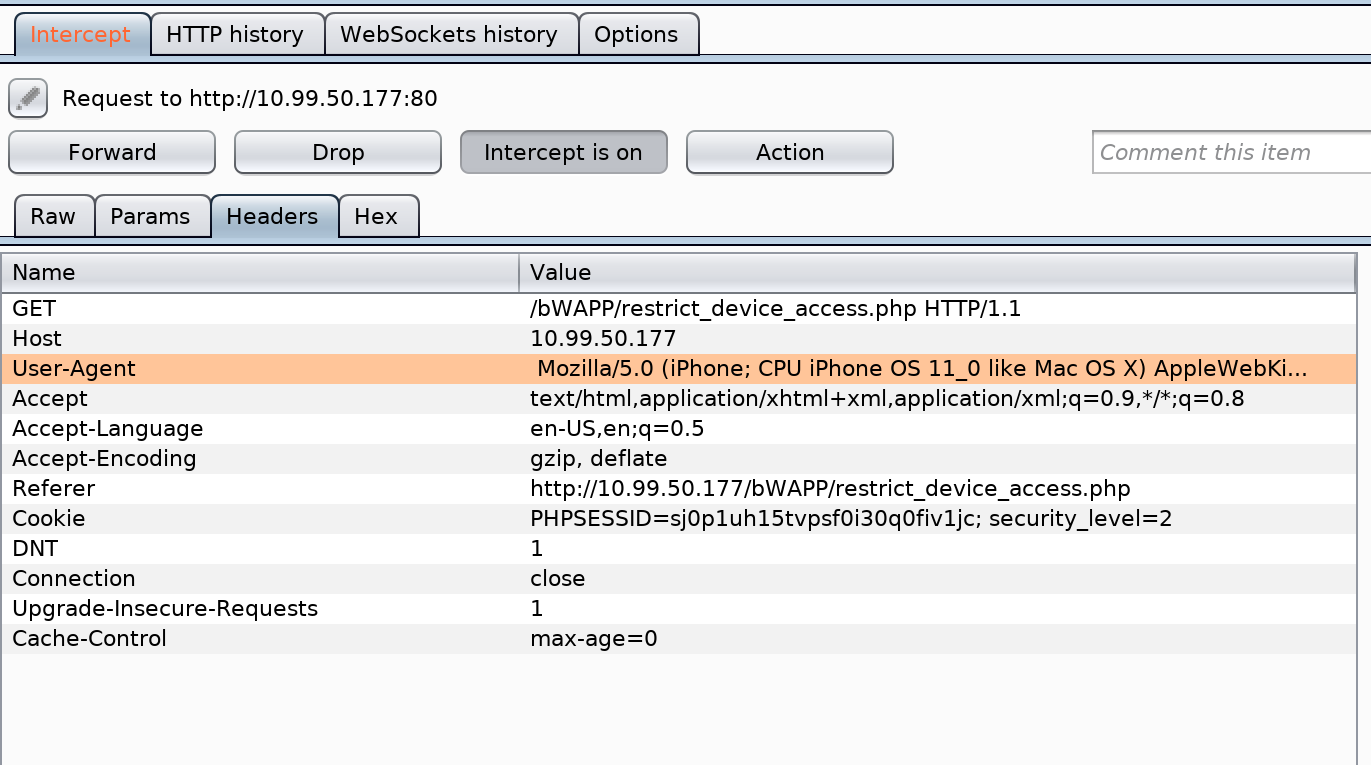 Intercept HTTP history WebSockets history Options
Request to http://10.99.50.177:80
Forward Drop Intercept is on Action Comment this item
Raw Params Headers Hex
Name Value
GET /bWAPP/restrict_device_access.php HTTP/1.1
Host 10.99.50.177
User-Agent Mozilla/5.0 (iPhone; CPU iPhone OS 11_0 like Mac OS X) AppleWebKi...
Accept text/html,application/xhtml+xml,application/xml;q=0.9,*/*;q=0.8
Accept-Language en-US,en;q=0.5
Accept-Encoding gzip, deflate
Referer http://10.99.50.177/bWAPP/restrict_device_access.php
Cookie PHPSESSID=sj0p1uh15tvpsf0i30q0fiv1jc; security_level=2
DNT 1
Connection close
Upgrade-Insecure-Requests 1
Cache-Control max-age=0